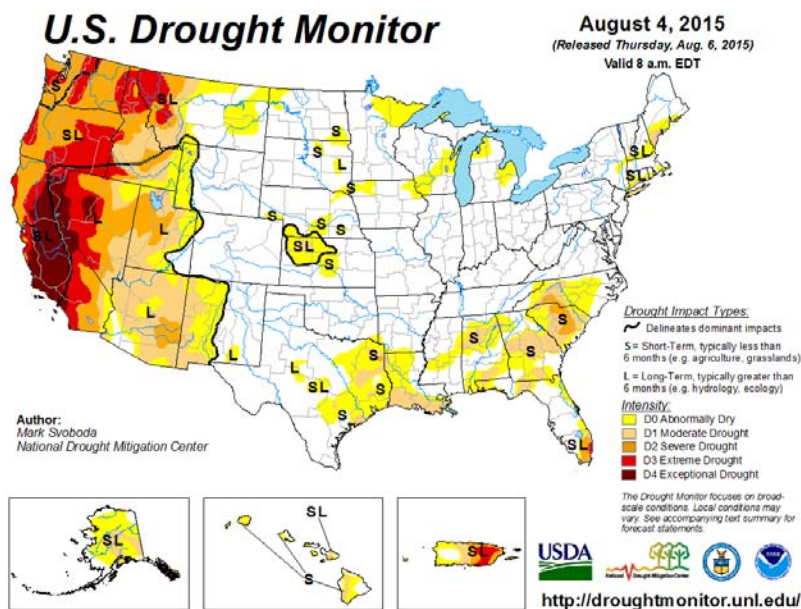 U.S. Drought Monitor
August 4, 2015
(Released Thursday, Aug. 6, 2015)
Valid 8 a.m. EDT
S
SL
SL
S
S
L
S
SL
L
L
S
S
S
SL
S
SL
SL
L
L
L
L
SL
S
S
S
S
S
S
S
SL
Drought Impact Types:
Delineates dominant impacts
S = Short-Term, typically less than
6 months (e.g. agriculture, grasslands)
L = Long-Term, typically greater than
6 months (e.g. hydrology, ecology)
Intensity:
D0 Abnormally Dry
D1 Moderate Drought
D2 Severe Drought
D3 Extreme Drought
D4 Exceptional Drought
Author:
Mark Svoboda
National Drought Mitigation Center
The Drought Monitor focuses on broad-
scale conditions. Local conditions may
vary. See accompanying text summary for
forecast statements.
SL
SL
S
SL
USDA
National Drought Mitigation Center
http://droughtmonitor.unl.edu/